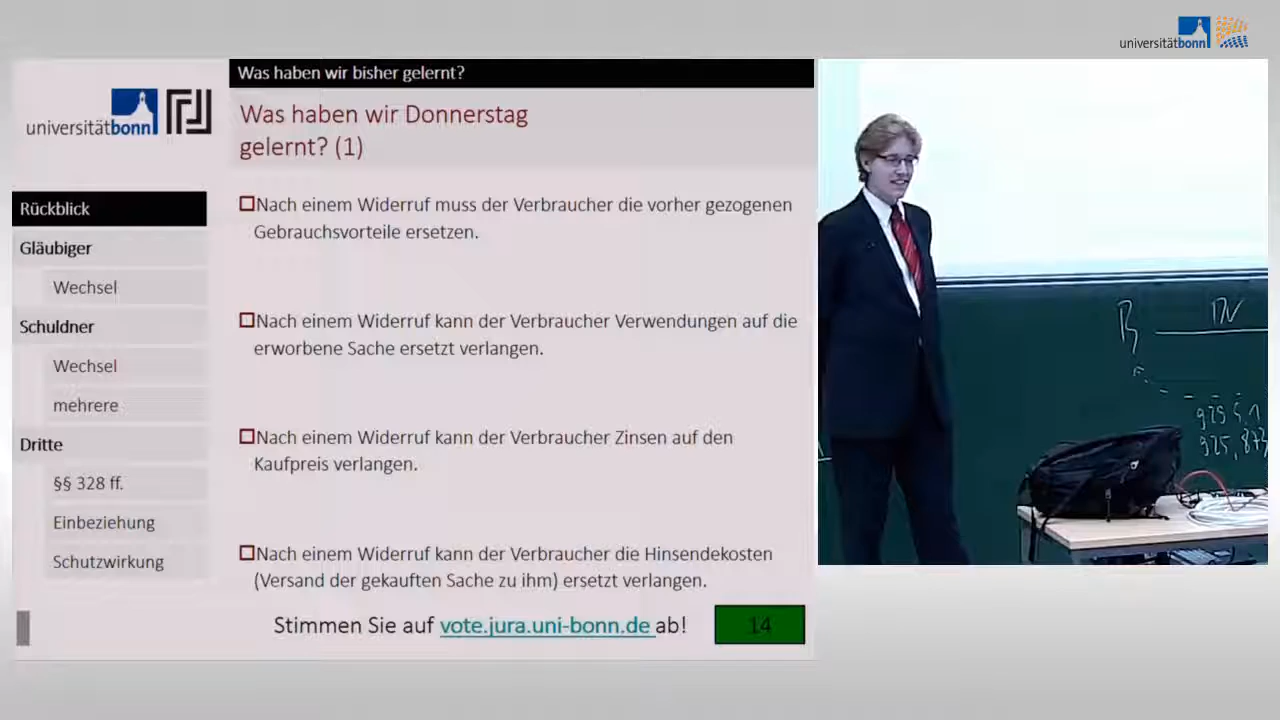 universitätbonn
Was haben wir bisher gelernt?
universitätbonn
Was haben wir Donnerstag
gelernt? (1)
Rückblick
Gläubiger
Wechsel
Schuldner
Wechsel
mehrere
Dritte
§§ 328 ff.
Einbeziehung
Schutzwirkung
Nach einem Widerruf muss der Verbraucher die vorher gezogenen
Gebrauchsvorteile ersetzen.
Nach einem Widerruf kann der Verbraucher Verwendungen auf die
erworbene Sache ersetzt verlangen.
Nach einem Widerruf kann der Verbraucher Zinsen auf den
Kaufpreis verlangen.
Nach einem Widerruf kann der Verbraucher die Hinsendekosten
(Versand der gekauften Sache zu ihm) ersetzt verlangen.
Stimmen Sie auf vote.jura.uni-bonn.de ab!
14